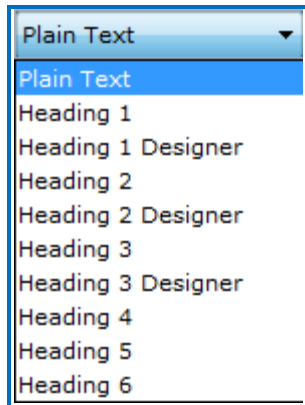 Plain Text
Plain Text
Heading 1
Heading 1 Designer
Heading 2
Heading 2 Designer
Heading 3
Heading 3 Designer
Heading 4
Heading 5
Heading 6